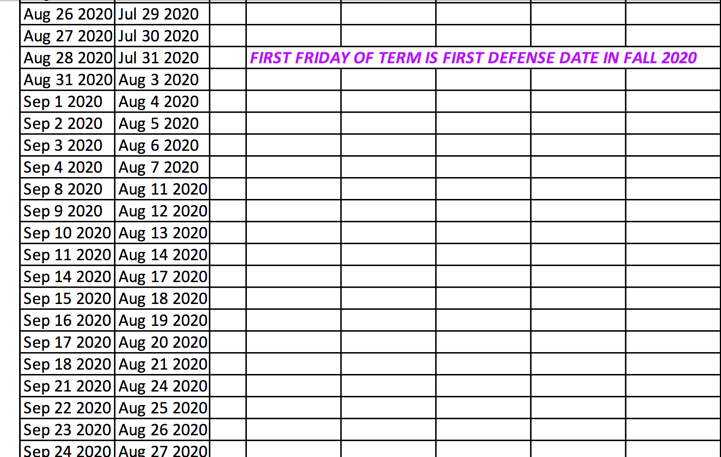 Aug 26 2020 Jul 29 2020
Aug 27 2020 Jul 30 2020
Aug 28 2020 Jul 31 2020 FIRST FRIDAY OF TERM IS FIRST DEFENSE DATE IN FALL 2020
Aug 31 2020 Aug 3 2020
Sep 1 2020 Aug 4 2020
Sep 2 2020 Aug 5 2020
Sep 3 2020 Aug 6 2020
Sep 4 2020 Aug 7 2020
Sep 8 2020 Aug 11 2020
Sep 9 2020 Aug 12 2020
Sep 10 2020 Aug 13 2020
Sep 11 2020 Aug 14 2020
Sep 14 2020 Aug 17 2020
Sep 15 2020 Aug 18 2020
Sep 16 2020 Aug 19 2020
Sep 17 2020 Aug 20 2020
Sep 18 2020 Aug 21 2020
Sep 21 2020 Aug 24 2020
Sep 22 2020 Aug 25 2020
Sep 23 2020 Aug 26 2020
Sep 24 2020 Aug 27 2020